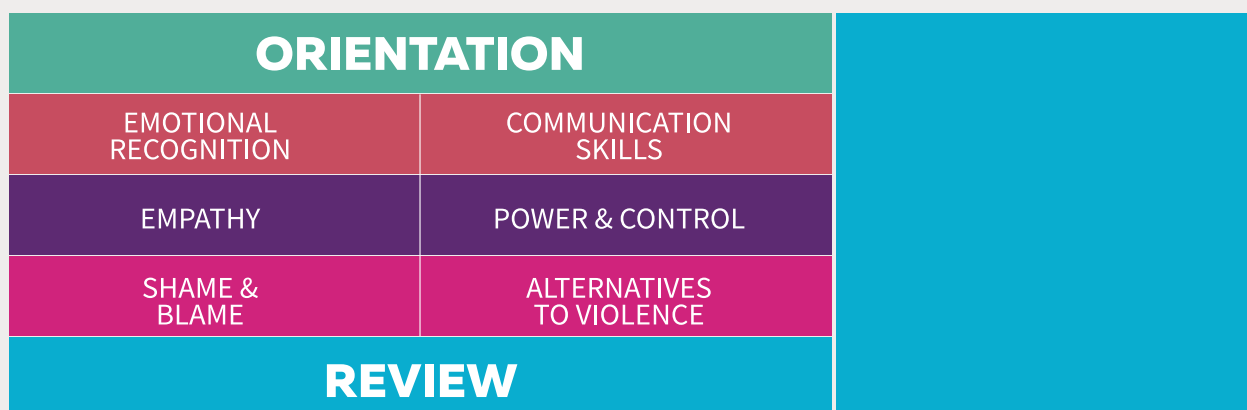 ORIENTATION
EMOTIONAL
RECOGNITION
COMMUNICATION
SKILLS
EMPATHY
POWER & CONTROL
SHAME &
BLAME
ALTERNATIVES
TO VIOLENCE
REVIEW